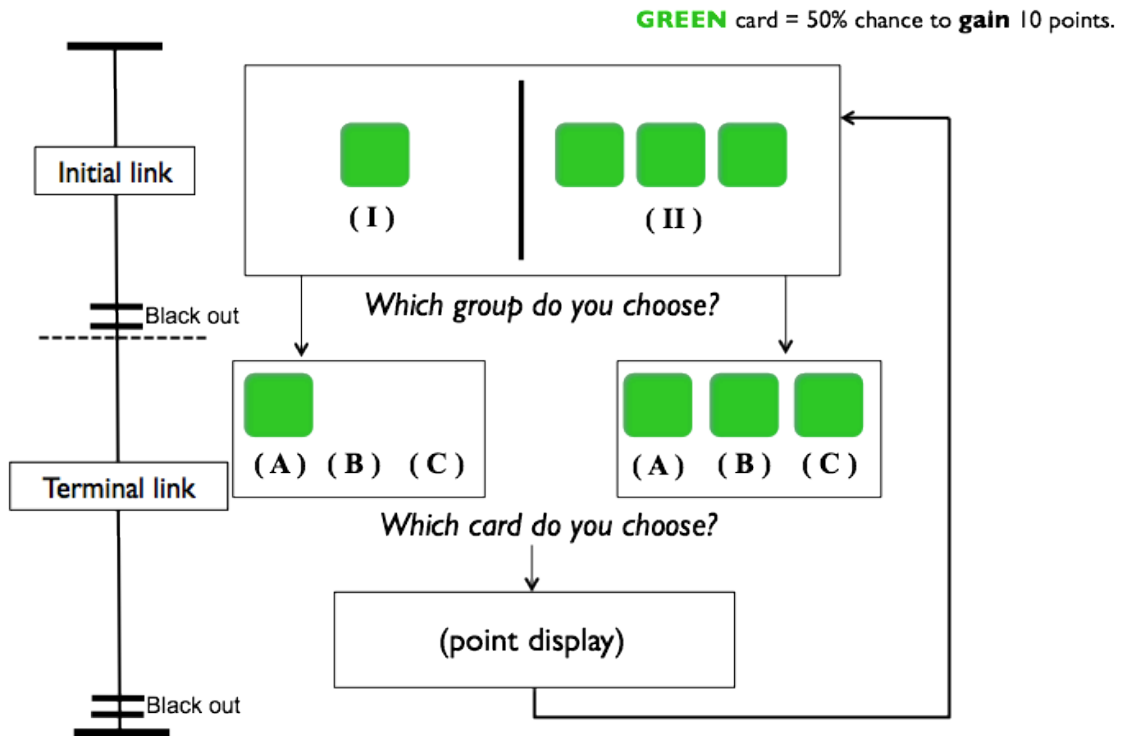 GREEN card = 50% chance to gain 10 points.
Initial link
( I )
( II )
Black out
Which group do you choose?
( A ) ( B ) ( C )
( A ) ( B ) ( C )
Terminal link
Which card do you choose?
(point display)
Black out